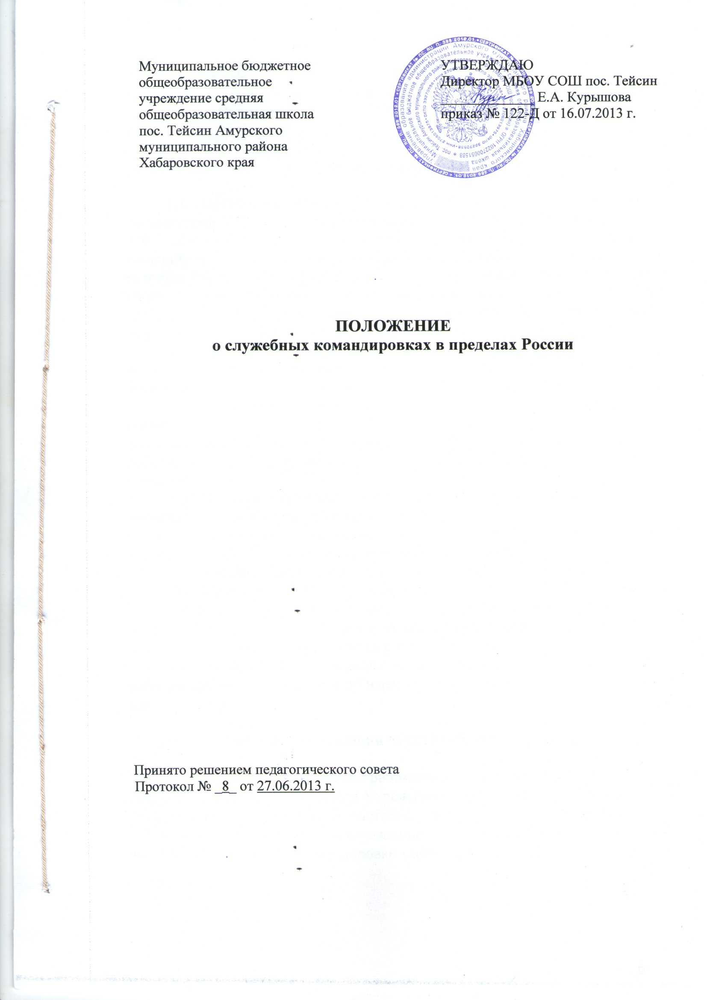 Муниципальное бюджетное
общеобразовательное
учреждение средняя
общеобразовательная школа
пос. Тейсин Амурского
муниципального района
Хабаровского края
УТВЕРЖДАЮ
Директор МБОУ СОШ пос. Тейсин
Е.А. Курышова
приказ № 122-Д от 16.07.2013 г.
ПОЛОЖЕНИЕ
о служебных командировках в пределах России
Принято решением педагогического совета
Протокол № _8_ от 27.06.2013 г.